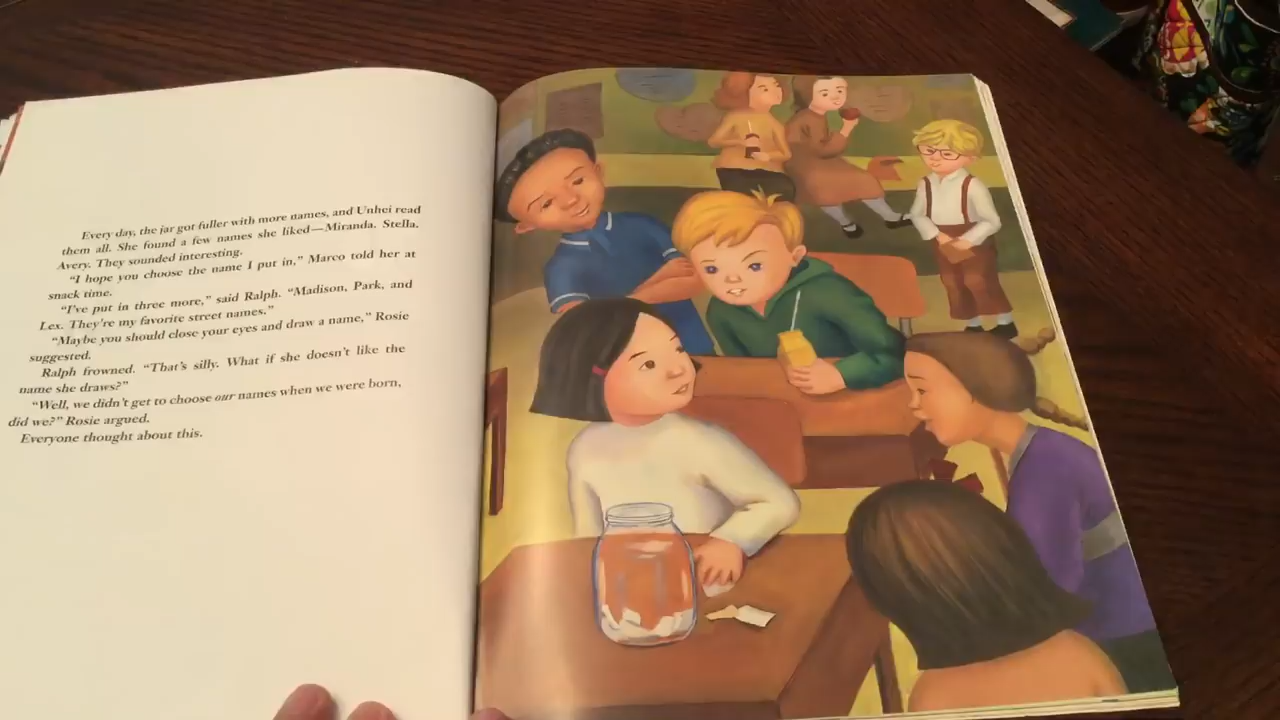 Every day, the jar got fuller with more names, and Unhei read
them all. She found a few names she liked—Miranda. Stella.
Avery. They sounded interesting.
"I hope you choose the name I put in," Marco told her at
snack time.
"I've put in three more," said Ralph. "Madison, Park, and
Lex. They're my favorite street names."
"Maybe you should close your eyes and draw a name," Rosie
suggested.
Ralph frowned. "That's silly. What if she doesn't like the
name she draws?"
"Well, we didn't get to choose our names when we were born,
did we?" Rosie argued.
Everyone thought about this.